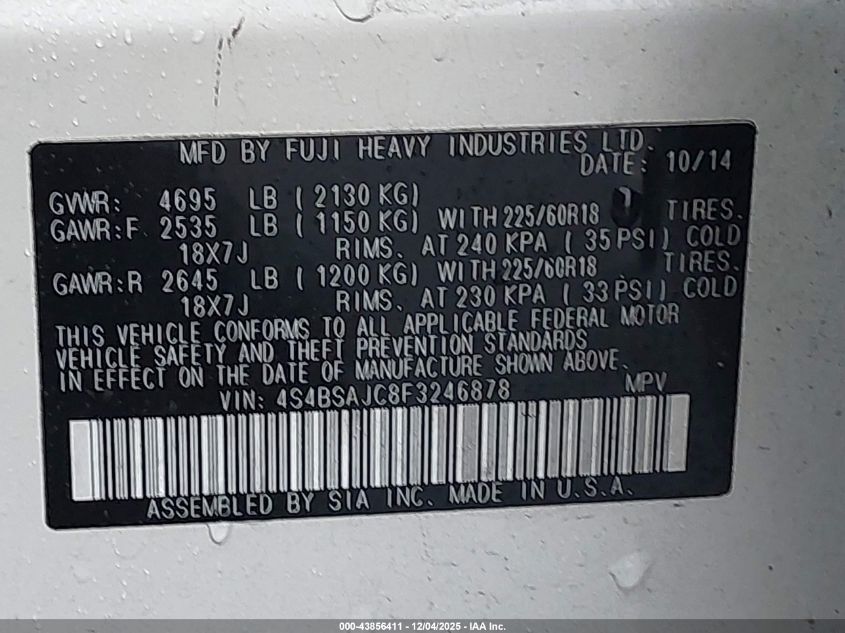 MFD BY FUJI HEAVY INDUSTRIES LTD.
DATE: 10/14
GVWR: 4695 LB ( 2130 KG)
GAWR:F 2535 LB ( 1150 KG) WITH 225/60R18 TIRES.
18X7J RIMS. AT 240 KPA ( 35 PSI) COLD
GAWR:R 2645 LB ( 1200 KG) WITH 225/60R18 TIRES.
18X7J RIMS. AT 230 KPA ( 33 PSI) COLD
THIS VEHICLE CONFORMS TO ALL APPLICABLE FEDERAL MOTOR
VEHICLE SAFETY AND THEFT PREVENTION STANDARDS
IN EFFECT ON THE DATE OF MANUFACTURE SHOWN ABOVE.
VIN: 4S4BSAJC8F3246878 MPV
ASSEMBLED BY SIA INC. MADE IN U.S.A.
000-43856411 - 12/04/2025 - IAA Inc.